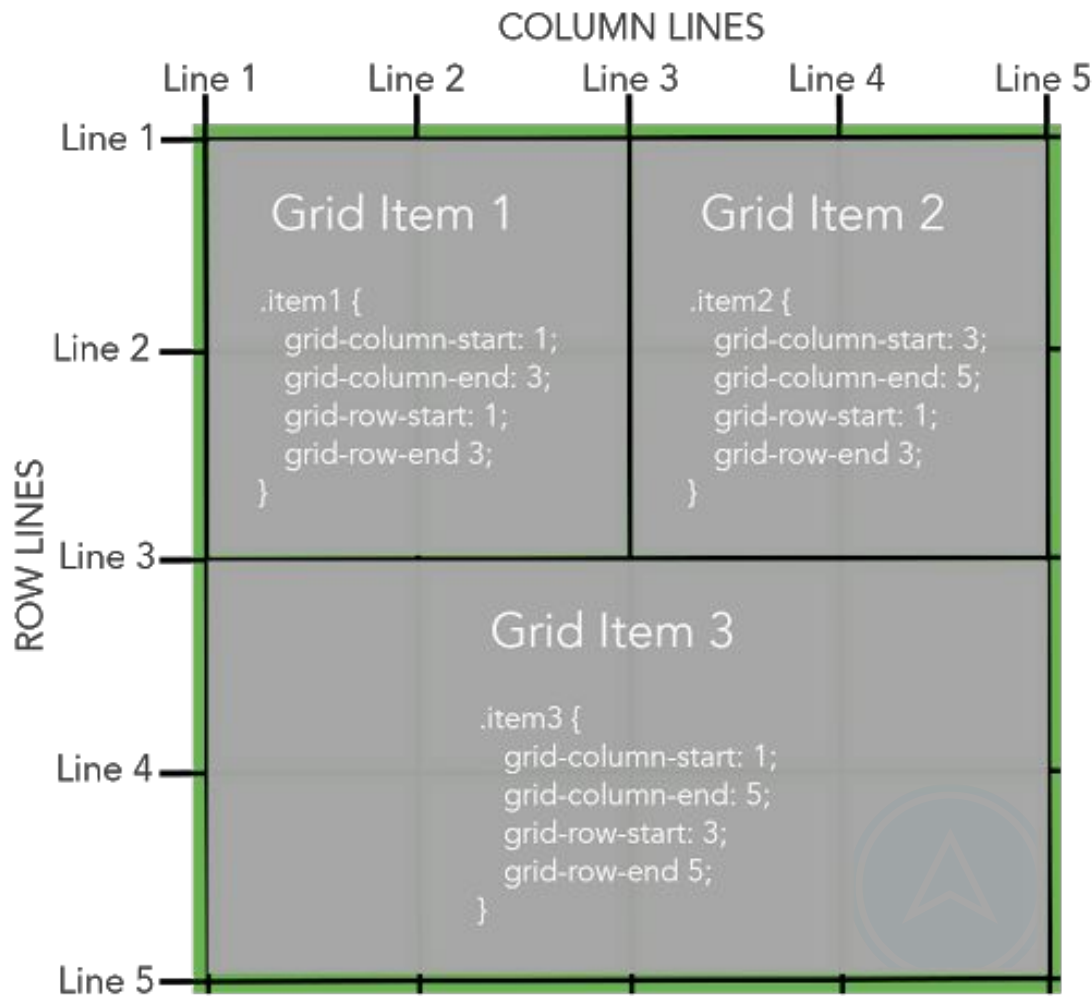 COLUMN LINES
Line 1 Line 2 Line 3 Line 4 Line 5
ROW LINES
Line 1
Line 2
Line 3
Line 4
Line 5
Grid Item 1
.item1 {
grid-column-start: 1;
grid-column-end: 3;
grid-row-start: 1;
grid-row-end 3;
}
Grid Item 2
.item2 {
grid-column-start: 3;
grid-column-end: 5;
grid-row-start: 1;
grid-row-end 3;
}
Grid Item 3
.item3 {
grid-column-start: 1;
grid-column-end: 5;
grid-row-start: 3;
grid-row-end 5;
}